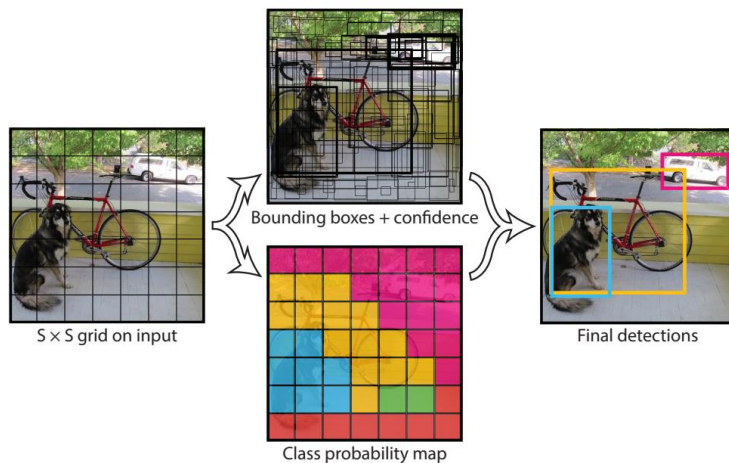 Bounding boxes + confidence
S × S grid on input
Final detections
Class probability map